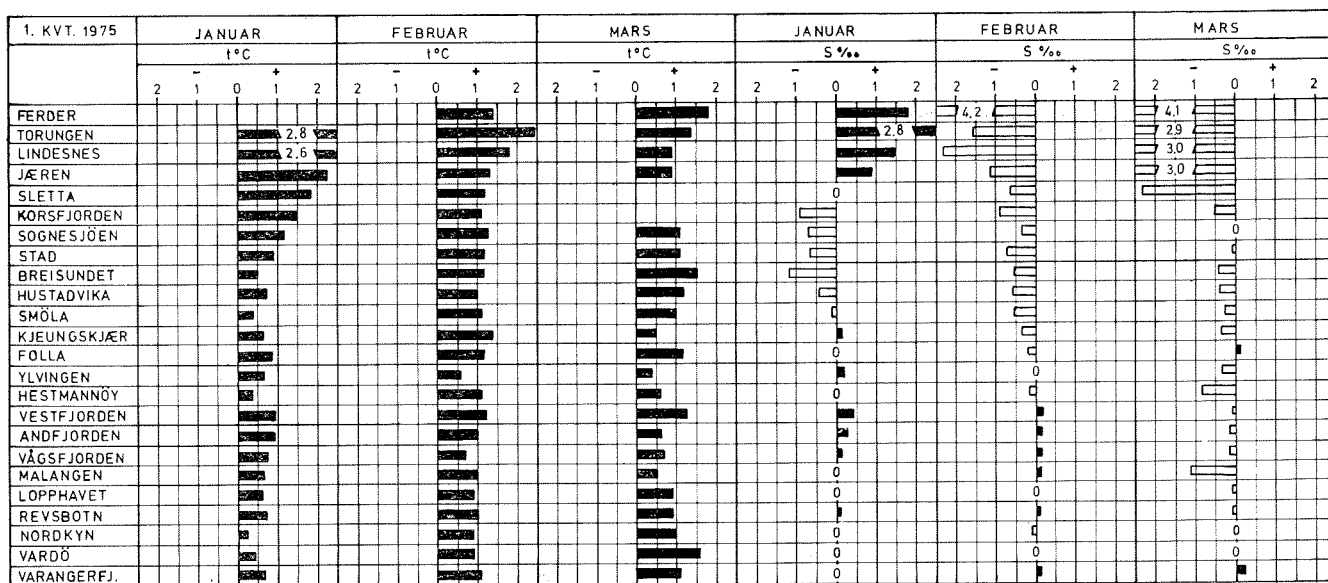 1. KVT. 1975 JANUAR FEBRUAR MARS JANUAR FEBRUAR MARS
t°C t°C t°C S‰ S‰ S‰
- + - + - + - + - + - +
2 1 0 1 2 2 1 0 1 2 2 1 0 1 2 2 1 0 1 2 2 1 0 1 2 2 1 0 1 2
FERDER 4,2 4,1
TORUNGEN 2,8 2,8 2,9
LINDESNES 2,6 3,0
JÆREN 3,0
SLETTA 0
KORSFJORDEN
SOGNESJÖEN 0
STAD
BREISUNDET
HUSTADVIKA
SMÖLA
KJEUNGSKJÆR
FOLLA 0
YLVINGEN 0
HESTMANNÖY 0
VESTFJORDEN
ANDFJORDEN
VÅGSFJORDEN
MALANGEN 0
LOPPHAVET 0 0
REVSBOTN
NORDKYN 0 0
VARDÖ 0 0 0
VARANGERFJ. 0